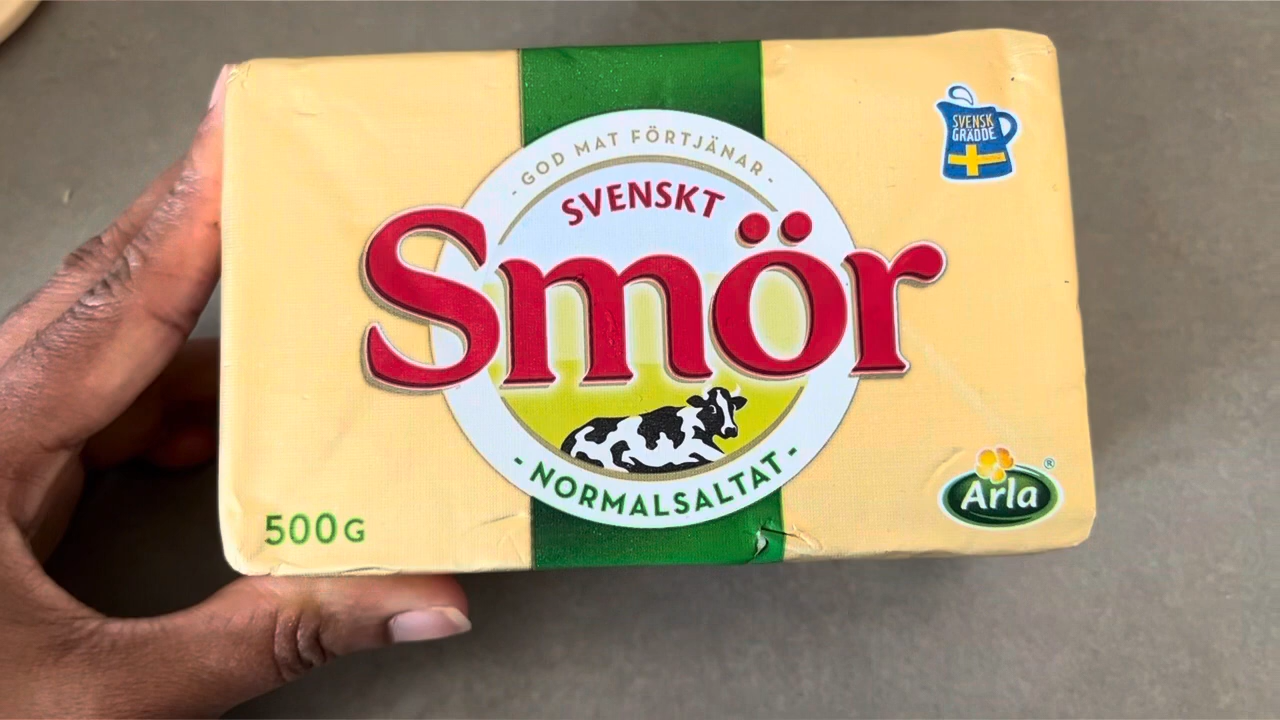 - GOD MAT FÖRTJÄNAR -
SVENSKT
Smör
- NORMALSALTAT -
500G
SVENSK
GRÄDDE
Arla®